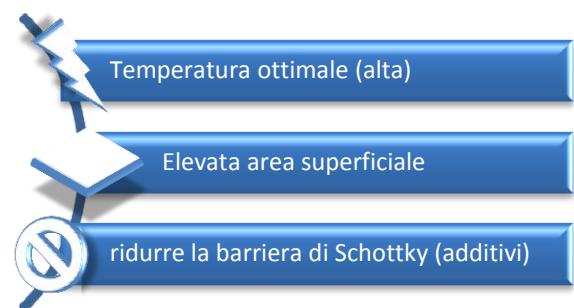 Temperatura ottimale (alta)
Elevata area superficiale
ridurre la barriera di Schottky (additivi)